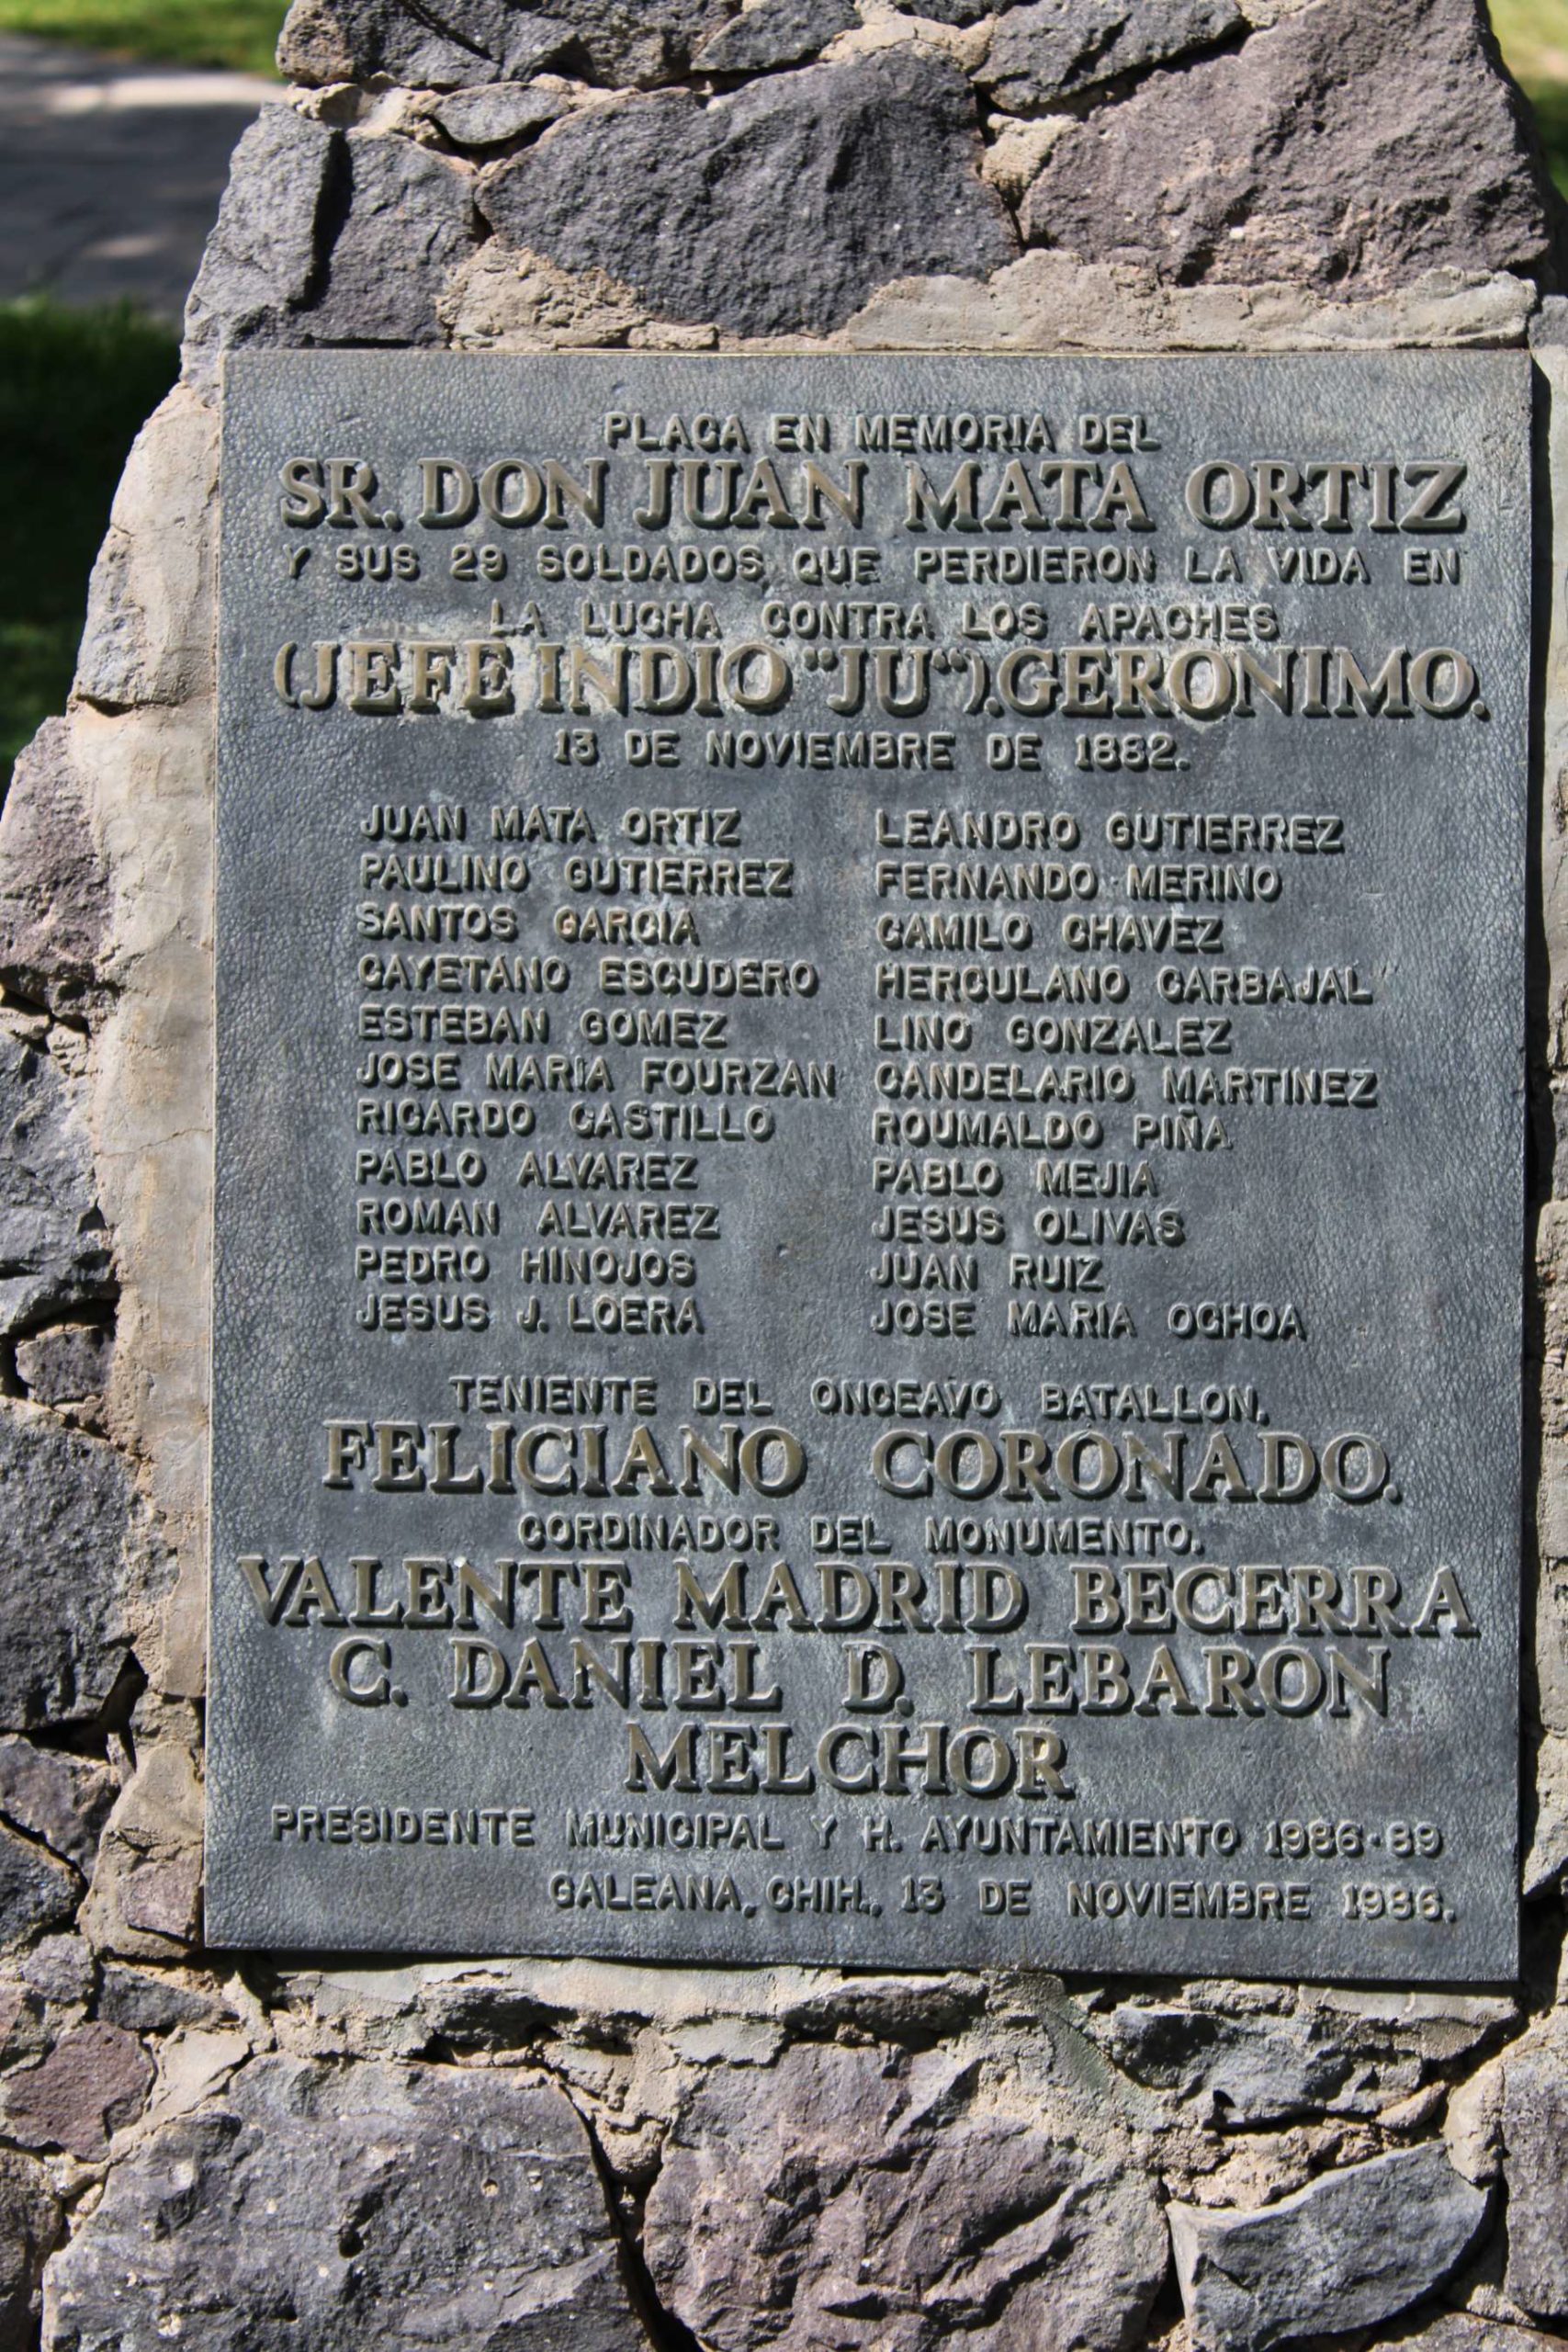 PLACA EN MEMORIA DEL
SR. DON JUAN MATA ORTIZ
Y SUS 29 SOLDADOS, QUE PERDIERON LA VIDA EN
LA LUCHA CONTRA LOS APACHES
(JEFE INDIO "JU").GERONIMO.
13 DE NOVIEMBRE DE 1882.
JUAN MATA ORTIZ
PAULINO GUTIERREZ
SANTOS GARCIA
CAYETANO ESCUDERO
ESTEBAN GOMEZ
JOSE MARIA FOURZAN
RICARDO CASTILLO
PABLO ALVAREZ
ROMAN ALVAREZ
PEDRO HINOJOS
JESUS J. LOERA
LEANDRO GUTIERREZ
FERNANDO MERINO
CAMILO CHAVEZ
HERCULANO CARBAJAL
LINO GONZALEZ
CANDELARIO MARTINEZ
ROUMALDO PIÑA
PABLO MEJIA
JESUS OLIVAS
JUAN RUIZ
JOSE MARIA OCHOA
TENIENTE DEL ONCEAVO BATALLON.
FELICIANO CORONADO.
CORDINADOR DEL MONUMENTO.
VALENTE MADRID BECERRA
C. DANIEL D. LEBARON
MELCHOR
PRESIDENTE MUNICIPAL Y H. AYUNTAMIENTO 1986-89
GALEANA, CHIH., 13 DE NOVIEMBRE 1986.